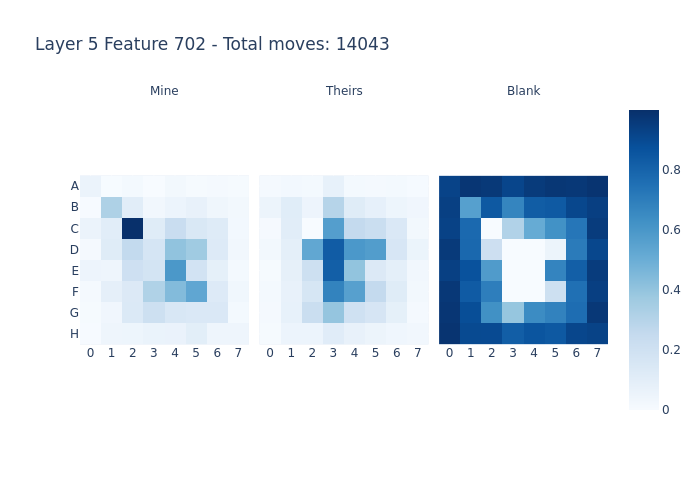 Layer 5 Feature 702 - Total moves: 14043
Mine Theirs Blank
A
B
C
D
E
F
G
H
0 1 2 3 4 5 6 7 0 1 2 3 4 5 6 7 0 1 2 3 4 5 6 7
0.8
0.6
0.4
0.2
0